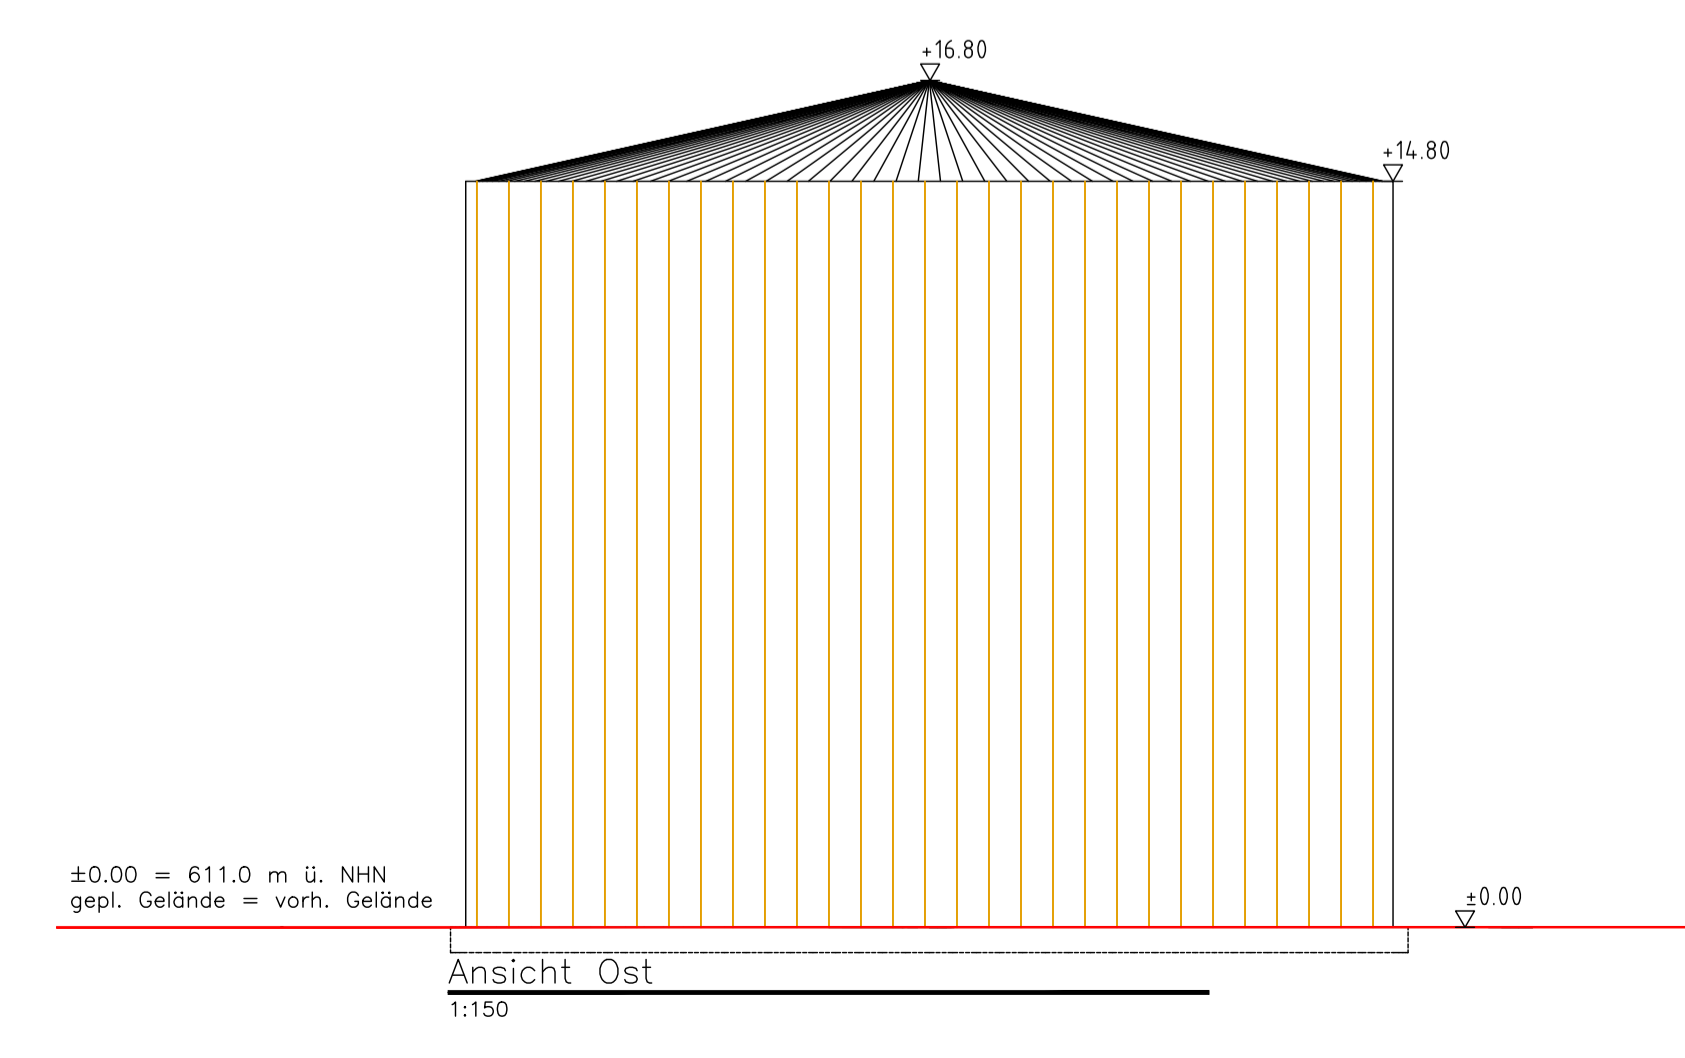 +16.80
+14.80
±0.00 = 611.0 m ü. NHN
gepl. Gelände = vorh. Gelände
±0.00
Ansicht Ost
1:150